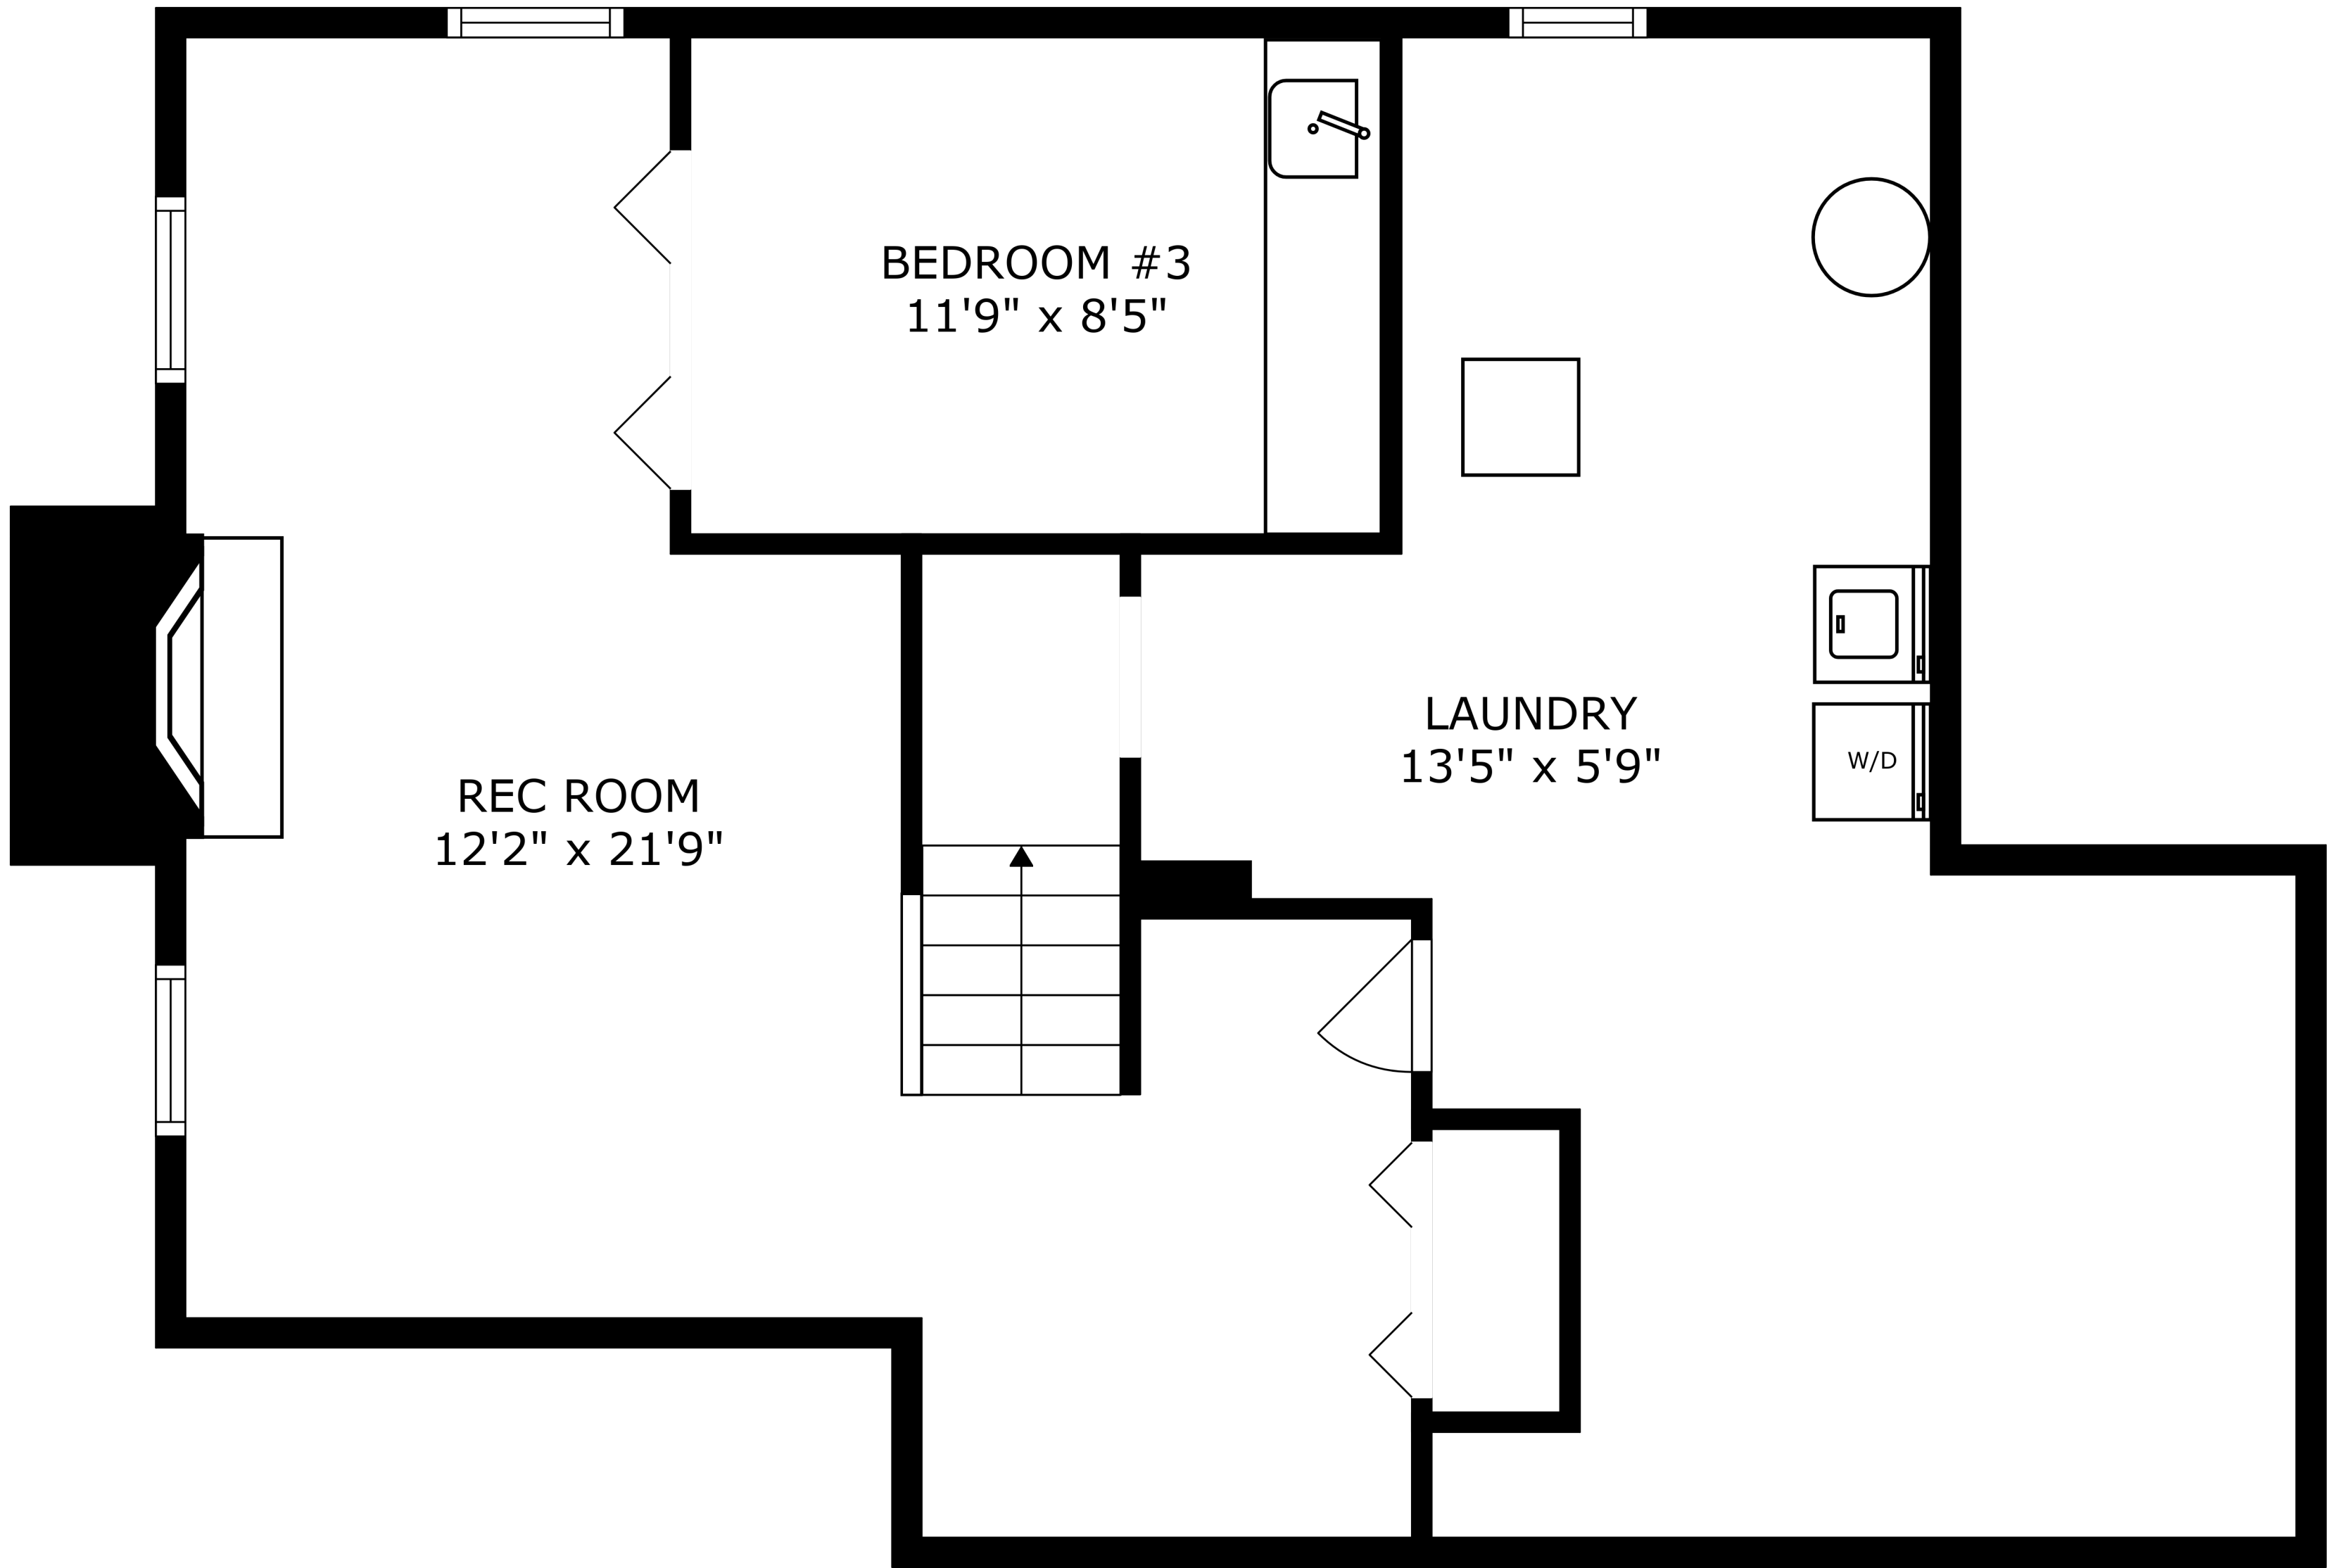 BEDROOM #3
11'9" x 8'5"
LAUNDRY
13'5" x 5'9"
W/D
REC ROOM
12'2" x 21'9"